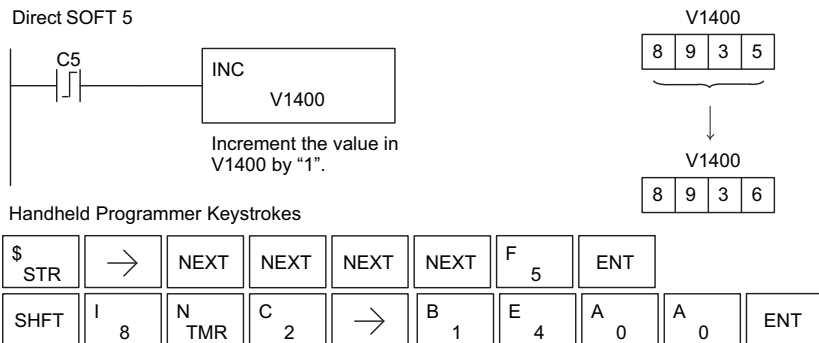 Direct SOFT 5
C5
INC
V1400
Increment the value in
V1400 by “1”.
V1400
8 9 3 5
V1400
8 9 3 6
Handheld Programmer Keystrokes
$ STR → NEXT NEXT NEXT NEXT F 5 ENT
SHFT I 8 N TMR C 2 → B 1 E 4 A 0 A 0 ENT